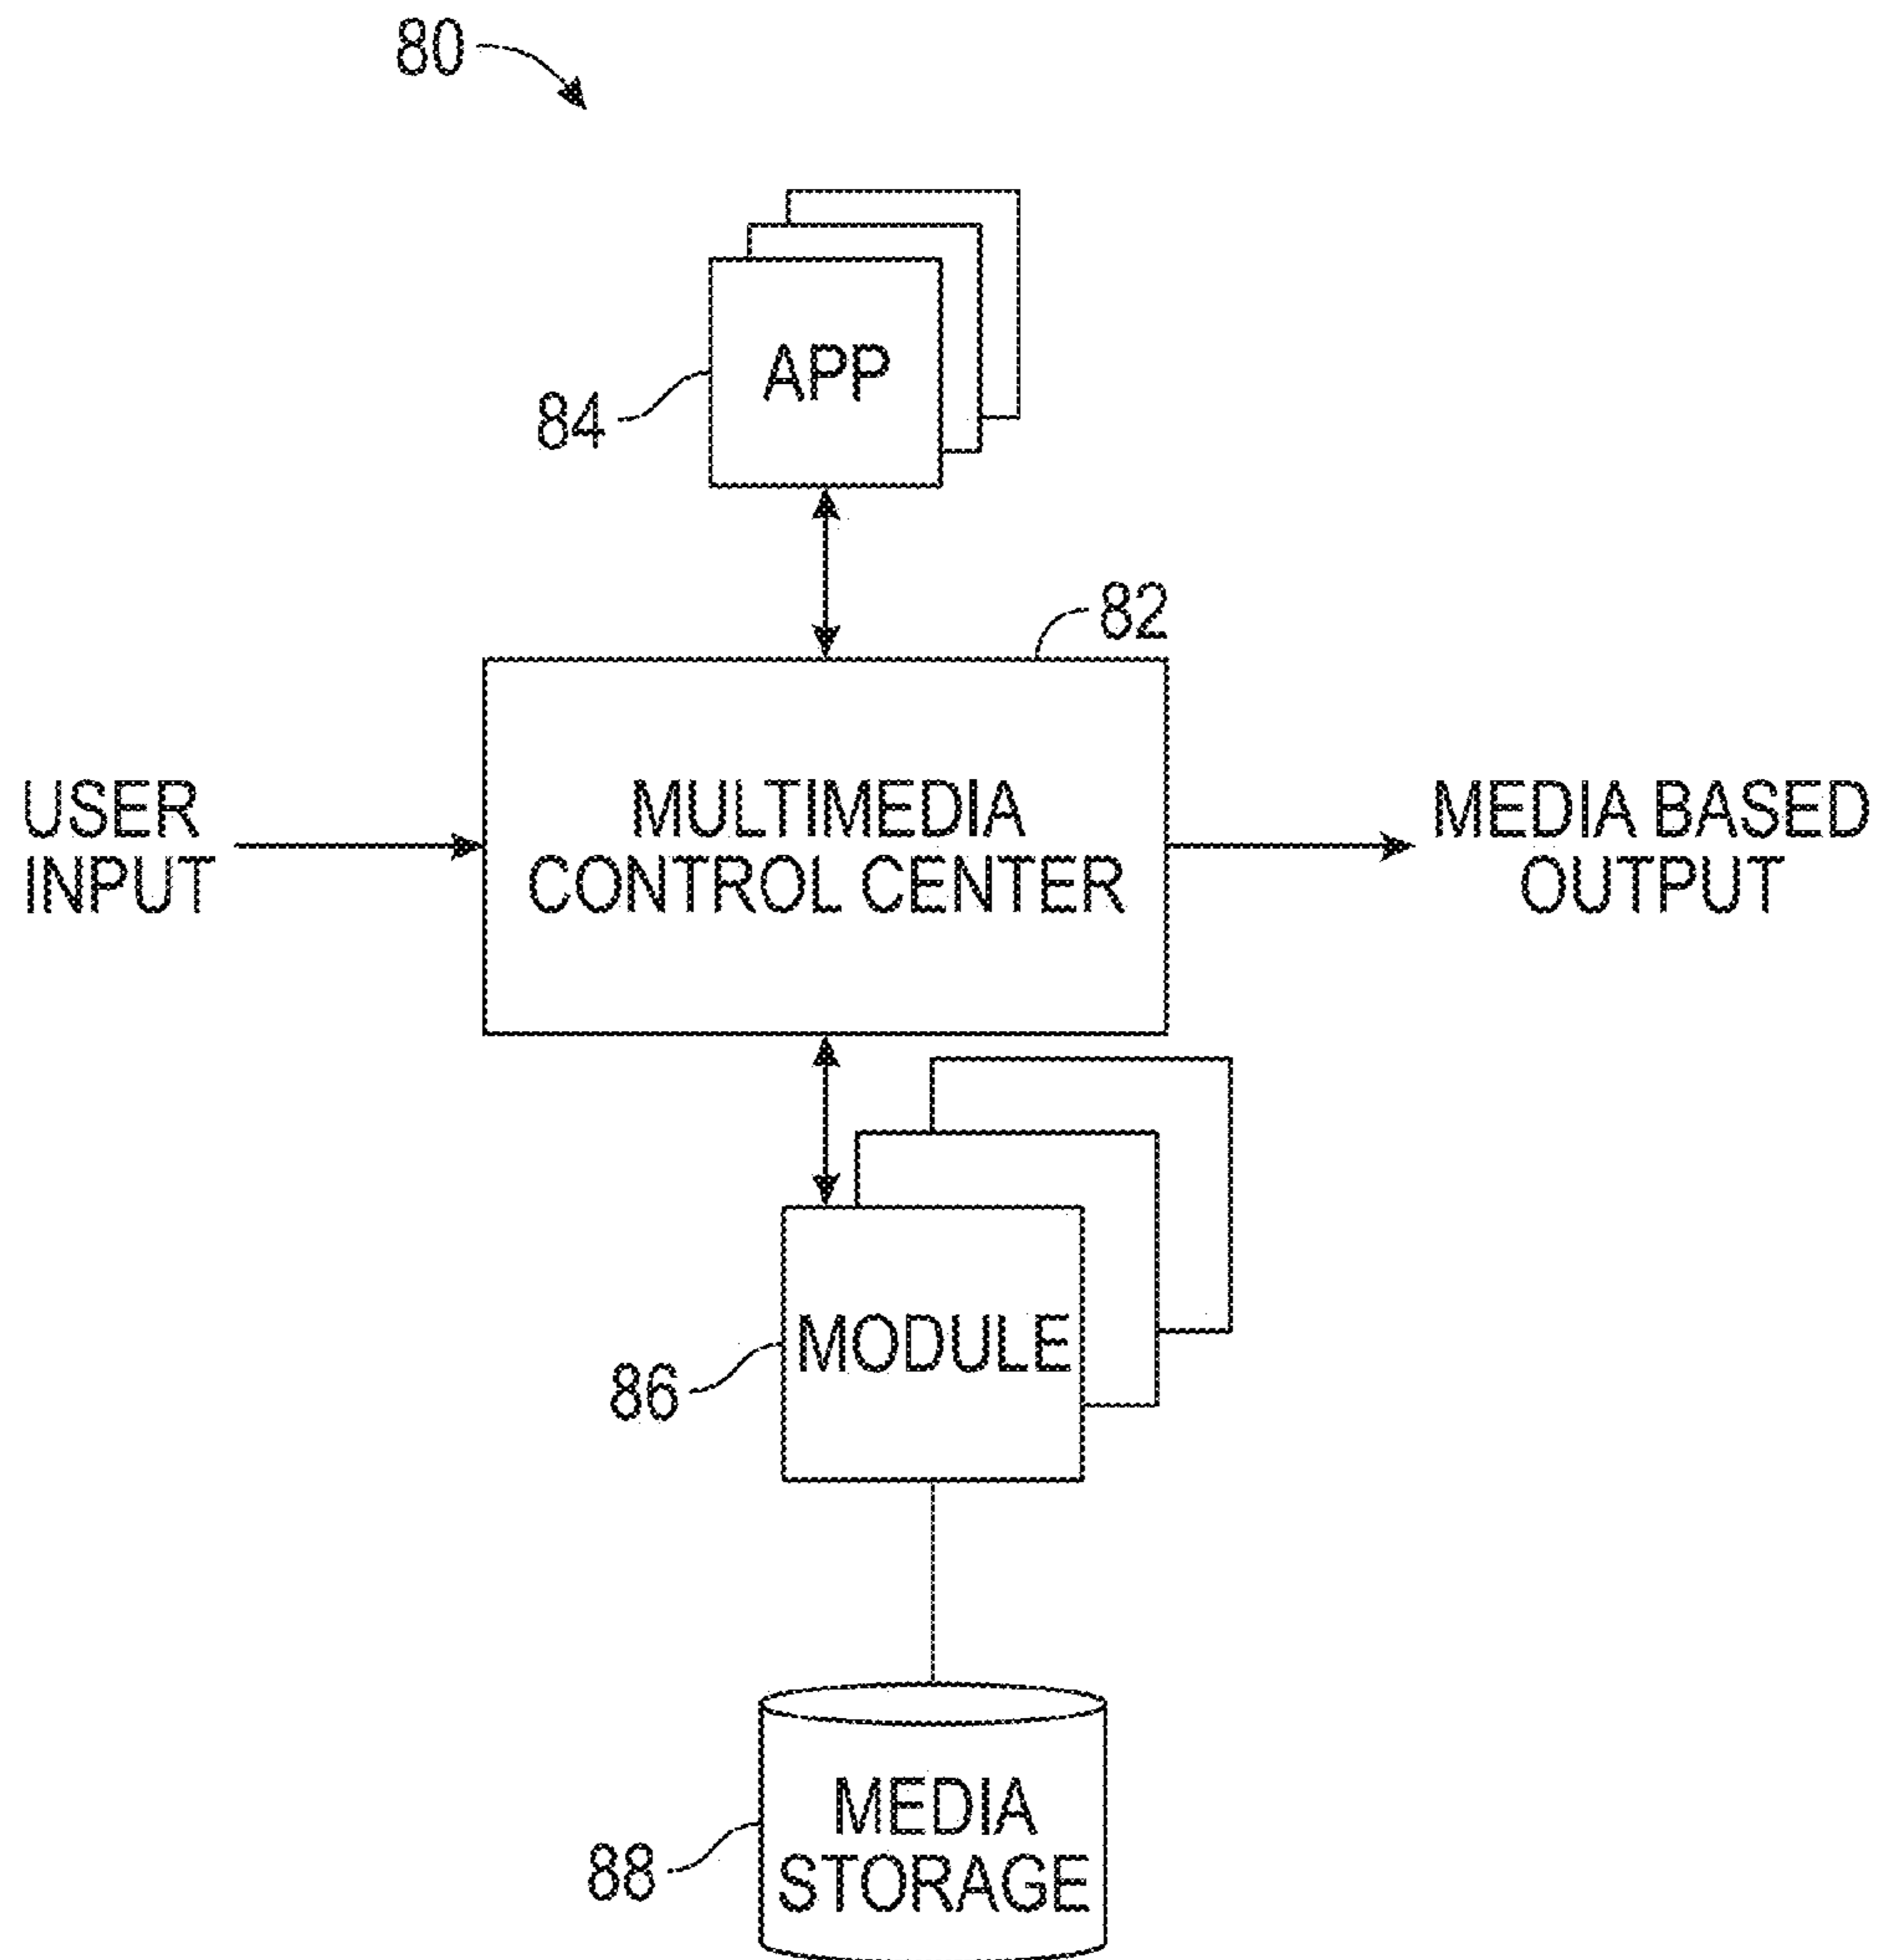 80
APP
84
82
USER
INPUT
MULTIMEDIA
CONTROL CENTER
MEDIA BASED
OUTPUT
MODULE
86
MEDIA
STORAGE
88